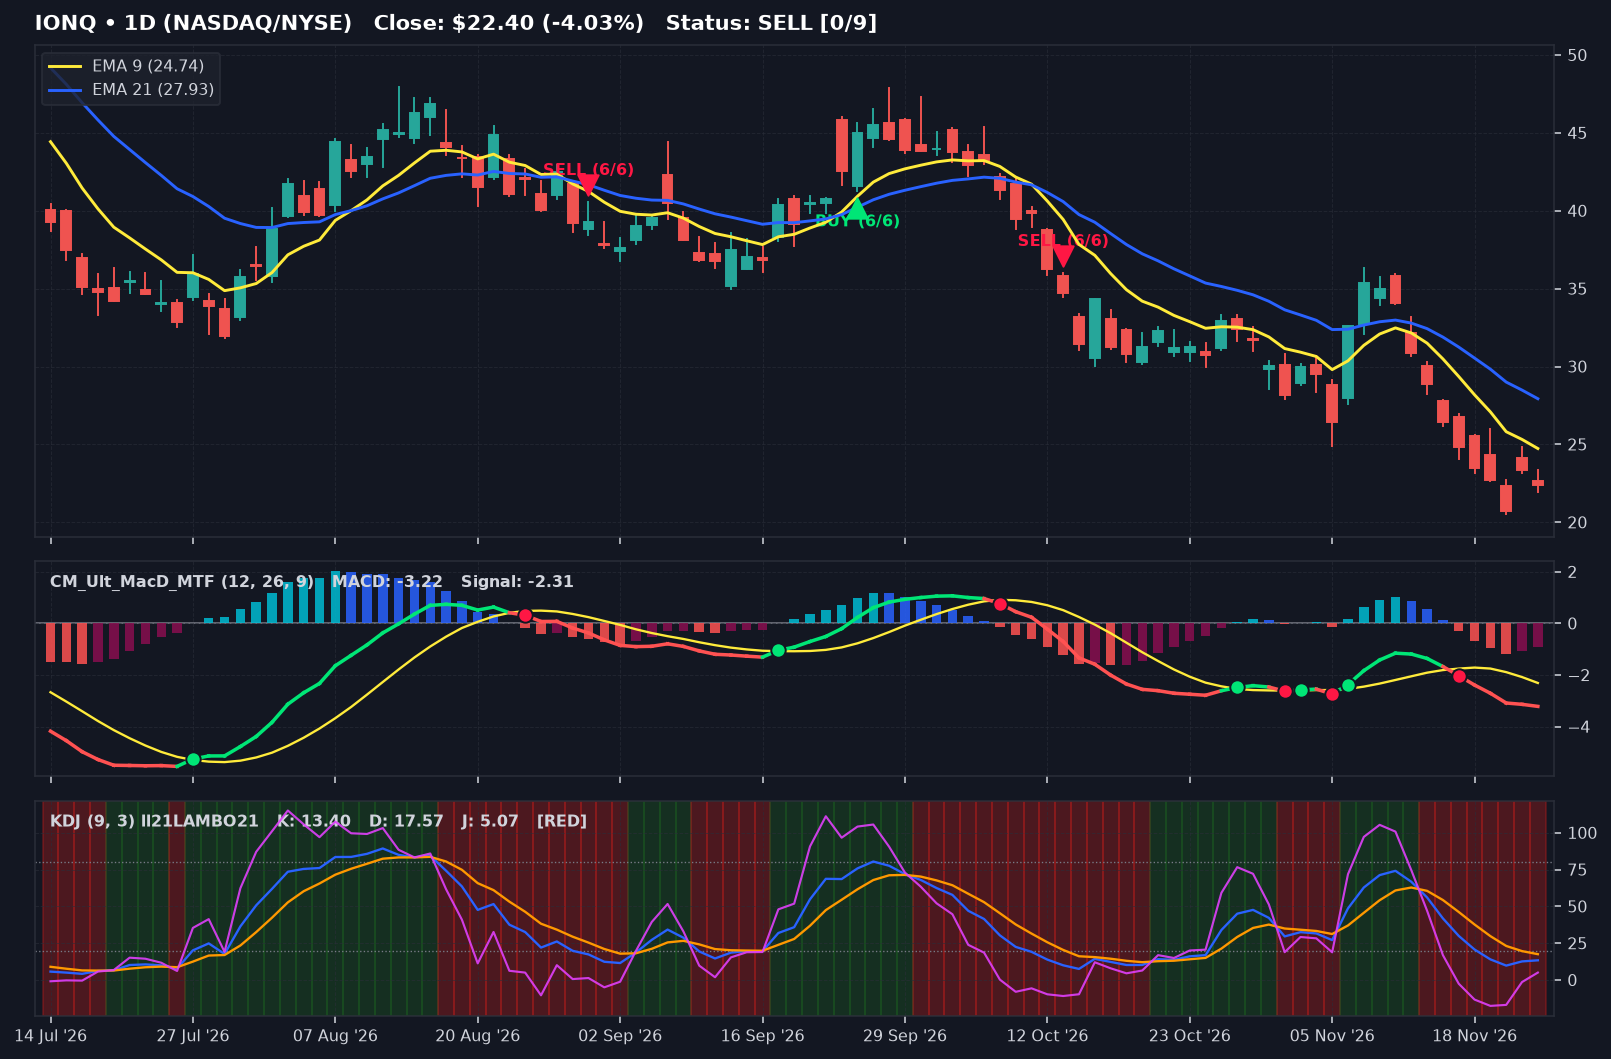 IONQ • 1D (NASDAQ/NYSE)   Close: $22.40 (-4.03%)   Status: SELL [0/9]
EMA 9 (24.74)
EMA 21 (27.93)
50
45
40
35
30
25
20
SELL (6/6)
BUY (6/6)
SELL (6/6)
CM_Ult_MacD_MTF (12, 26, 9)   MACD: -3.22   Signal: -2.31
2
0
−2
−4
KDJ (9, 3) II21LAMBO21   K: 13.40   D: 17.57   J: 5.07   [RED]
100
75
50
25
0
14 Jul '26
27 Jul '26
07 Aug '26
20 Aug '26
02 Sep '26
16 Sep '26
29 Sep '26
12 Oct '26
23 Oct '26
05 Nov '26
18 Nov '26